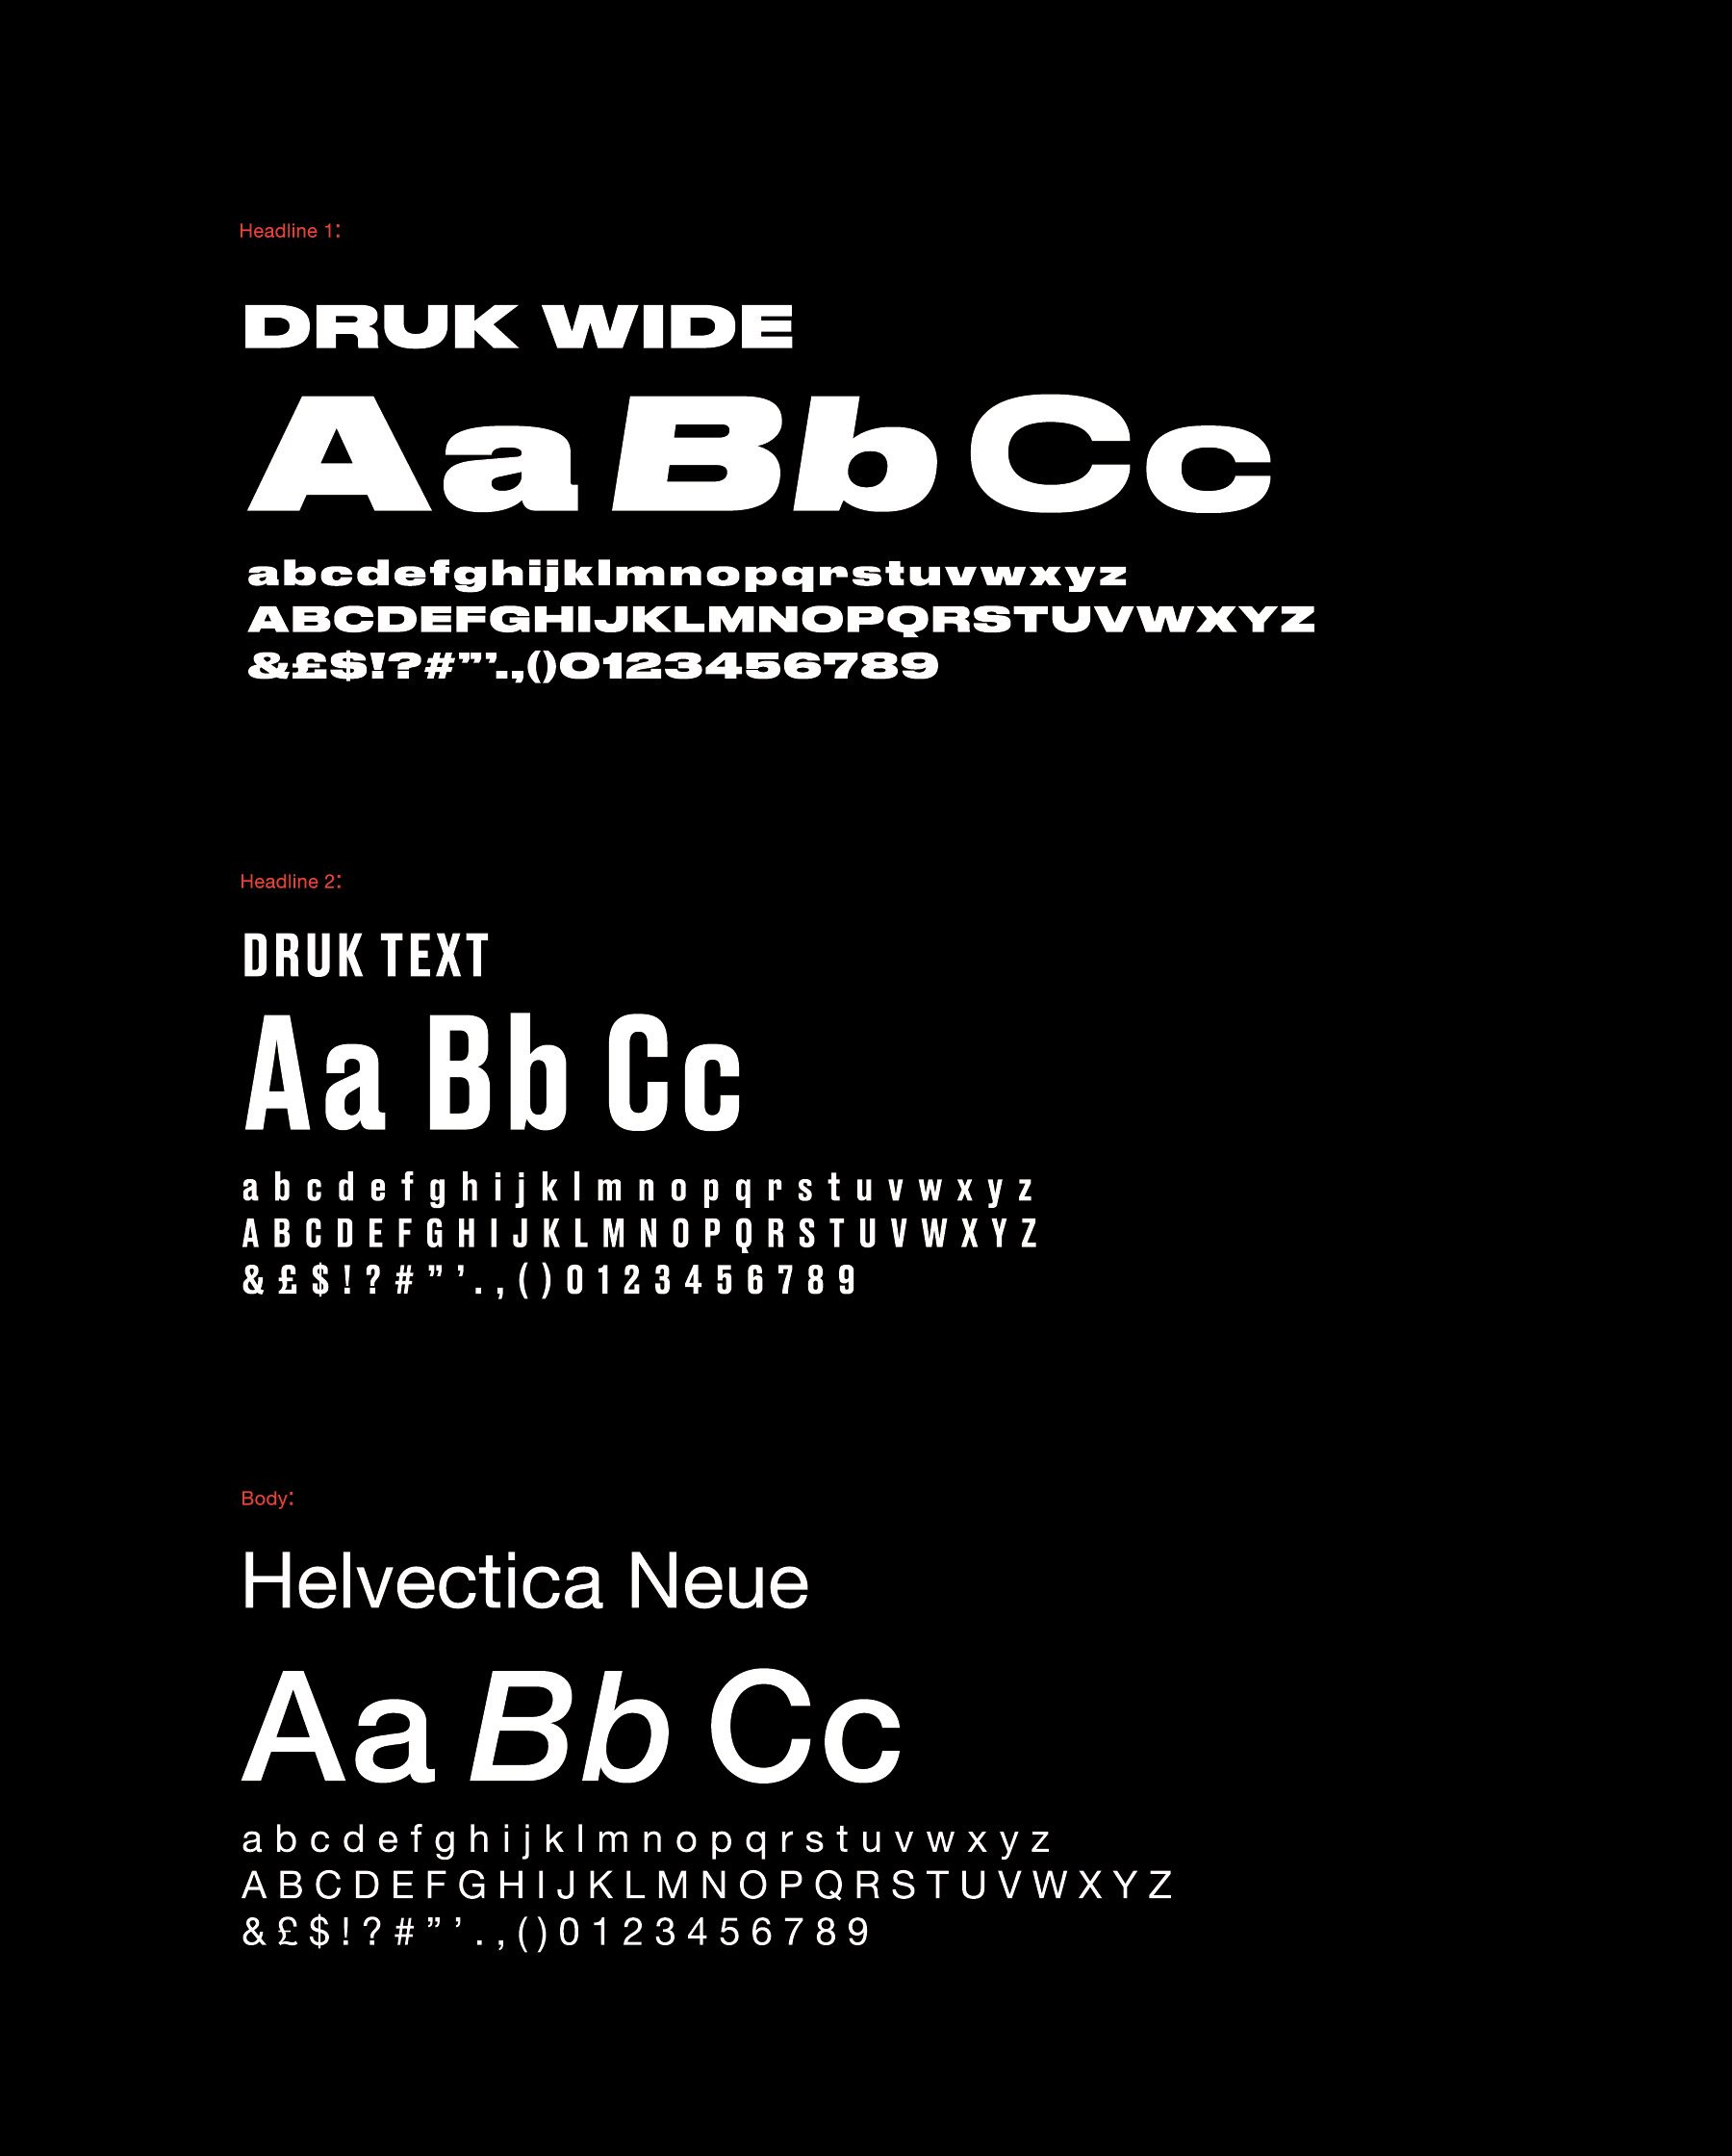 Headline 1:
DRUK WIDE
Aa Bb Cc
abcdefghijklmnopqrstuvwxyz
ABCDEFGHIJKLMNOPQRSTUVWXYZ
&£$!?#”’.,()0123456789
Headline 2:
DRUK TEXT
Aa Bb Cc
a b c d e f g h i j k l m n o p q r s t u v w x y z
A B C D E F G H I J K L M N O P Q R S T U V W X Y Z
& £ $ ! ? # ” ’ . , ( ) 0 1 2 3 4 5 6 7 8 9
Body:
Helvectica Neue
Aa Bb Cc
a b c d e f g h i j k l m n o p q r s t u v w x y z
A B C D E F G H I J K L M N O P Q R S T U V W X Y Z
& £ $ ! ? # ” ’ . , ( ) 0 1 2 3 4 5 6 7 8 9